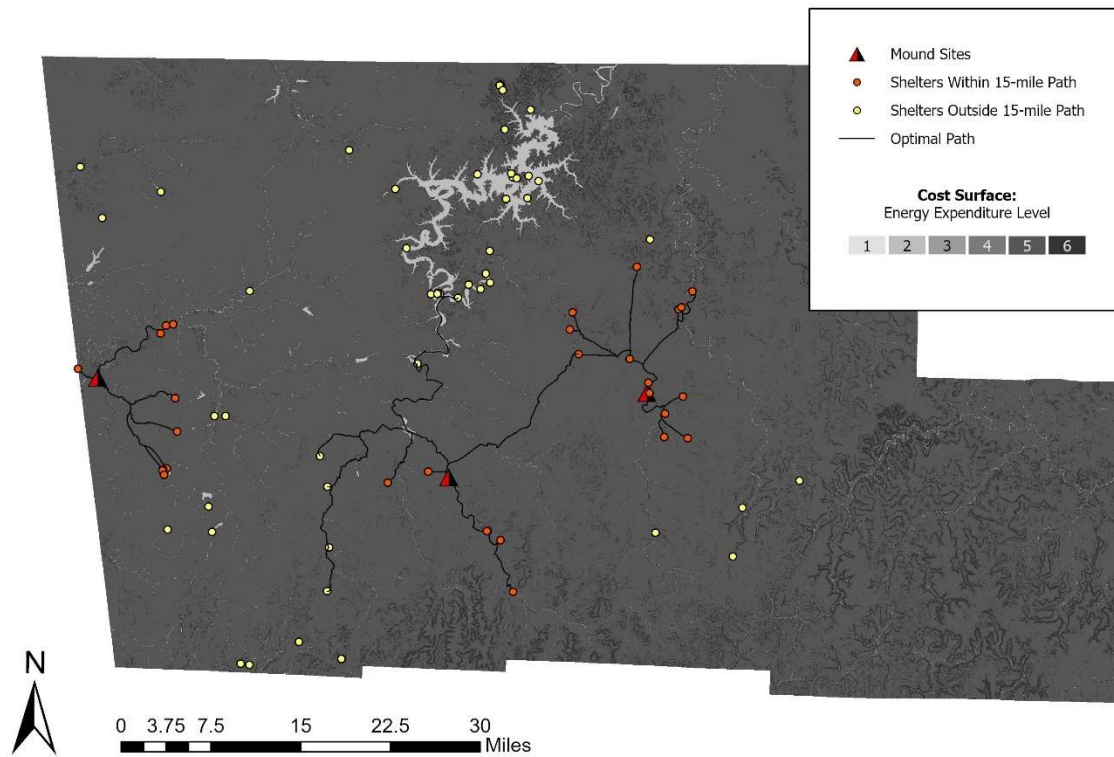 Mound Sites
Shelters Within 15-mile Path
Shelters Outside 15-mile Path
Optimal Path
Cost Surface:
Energy Expenditure Level
1 2 3 4 5 6
N
0 3.75 7.5 15 22.5 30
Miles